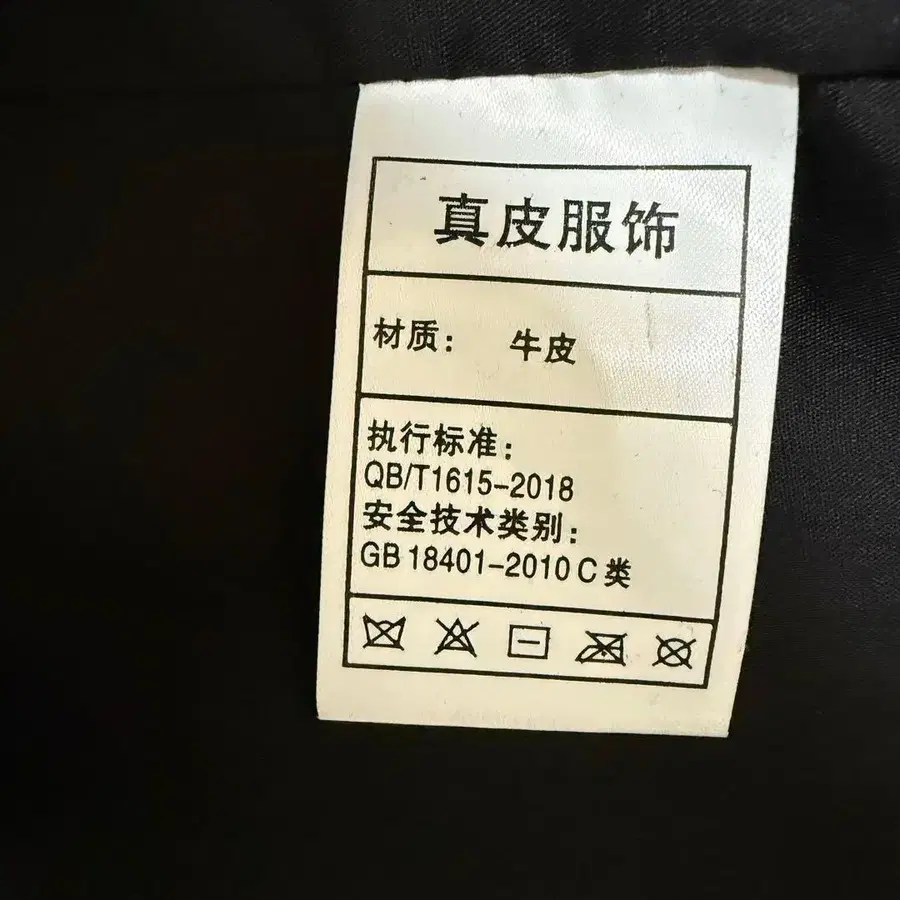 真皮服饰
材质： 牛皮
执行标准：
QB/T1615-2018
安全技术类别：
GB 18401-2010 C 类